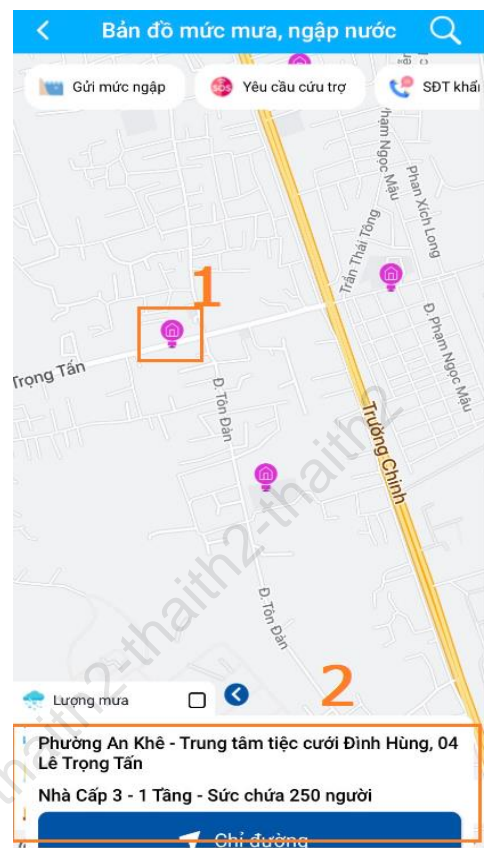 Bản đồ mức mưa, ngập nước
Gửi mức ngập
SOS
Yêu cầu cứu trợ
SĐT khẩ
Phạm Ngọc Mậu
Phan Xích Long
Trần Thái Tông
1
Trọng Tấn
Đ. Tôn Đản
Đ. Phạm Ngọc Mậu
Trường Chinh
Đ. Tôn Đản
thaith2-thaith2
Lượng mưa
2
Phường An Khê - Trung tâm tiệc cưới Đình Hùng, 04
Lê Trọng Tấn
Nhà Cấp 3 - 1 Tầng - Sức chứa 250 người
Chỉ đường